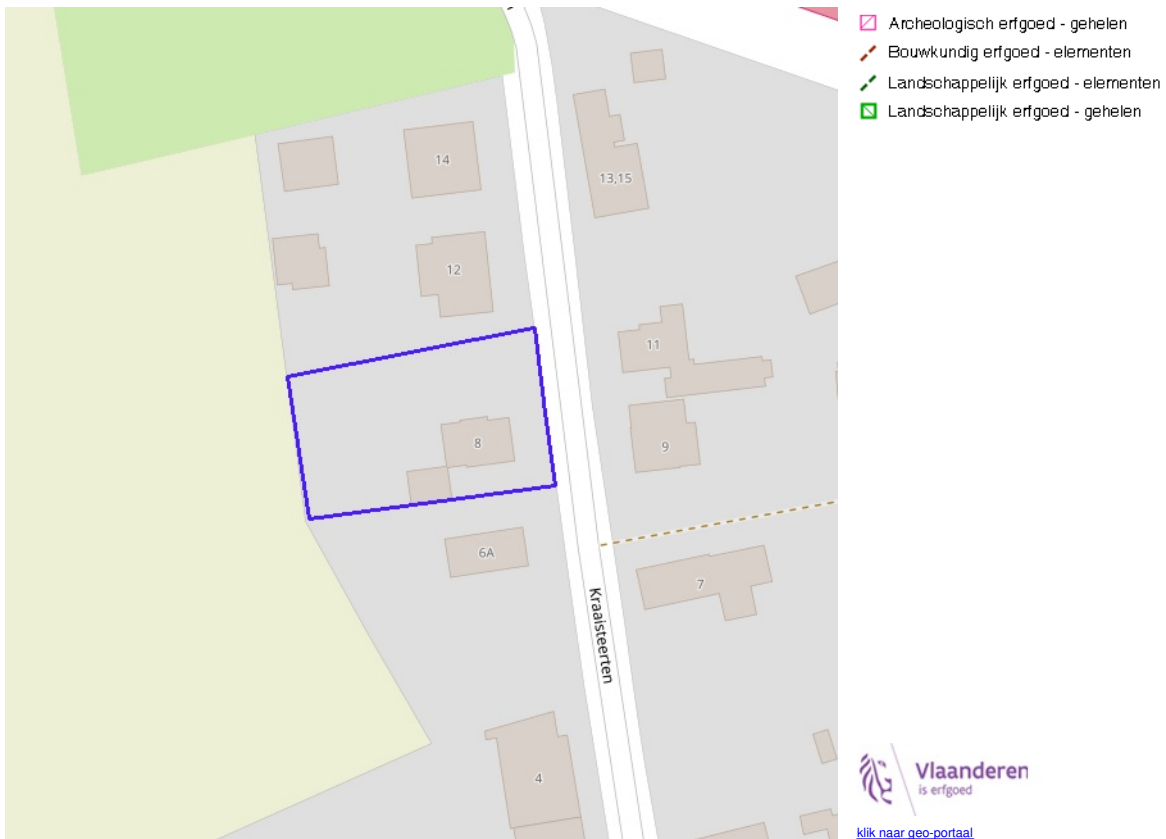 Archeologisch erfgoed - gehelen
Bouwkundig erfgoed - elementen
Landschappelijk erfgoed - elementen
Landschappelijk erfgoed - gehelen
14
13,15
12
11
8
9
6A
7
Kraaisteerten
4
Vlaanderen
is erfgoed
klik naar geo-portaal